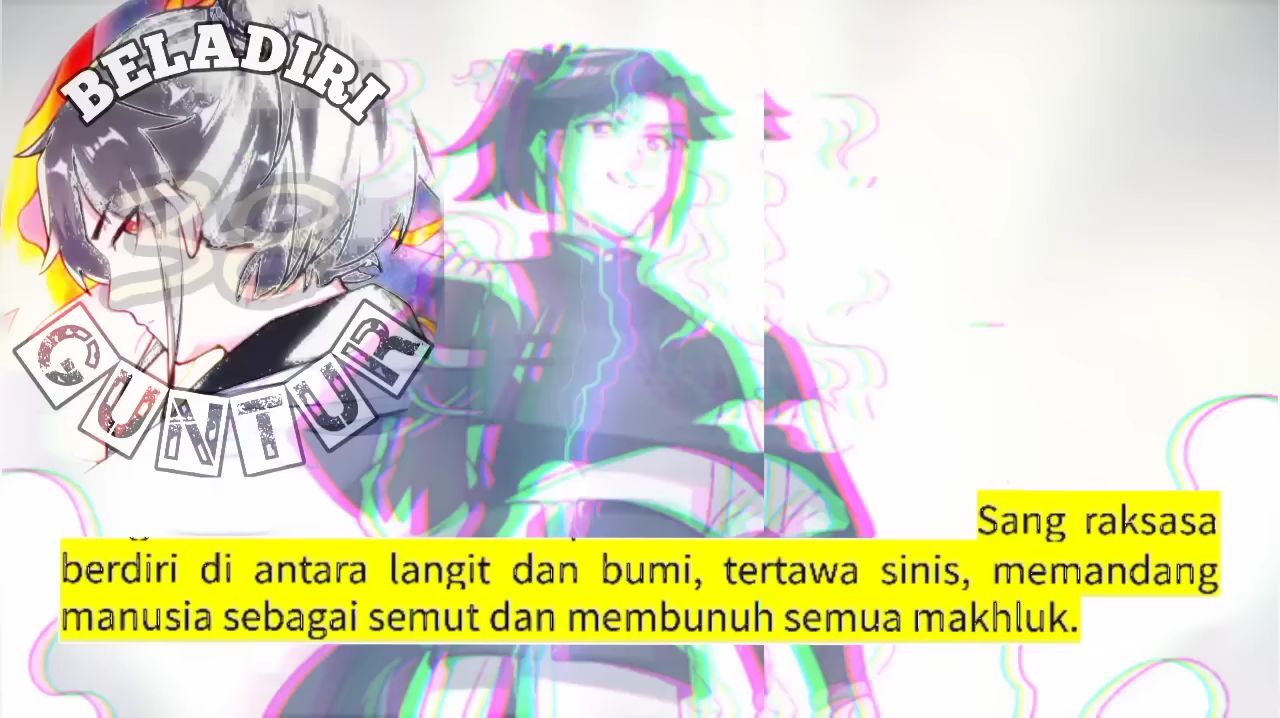 BELADIRI
GUNTUR
Sang raksasa
berdiri di antara langit dan bumi, tertawa sinis, memandang
manusia sebagai semut dan membunuh semua makhluk.